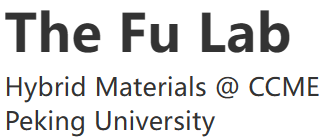 The Fu Lab
Hybrid Materials @ CCME
Peking University